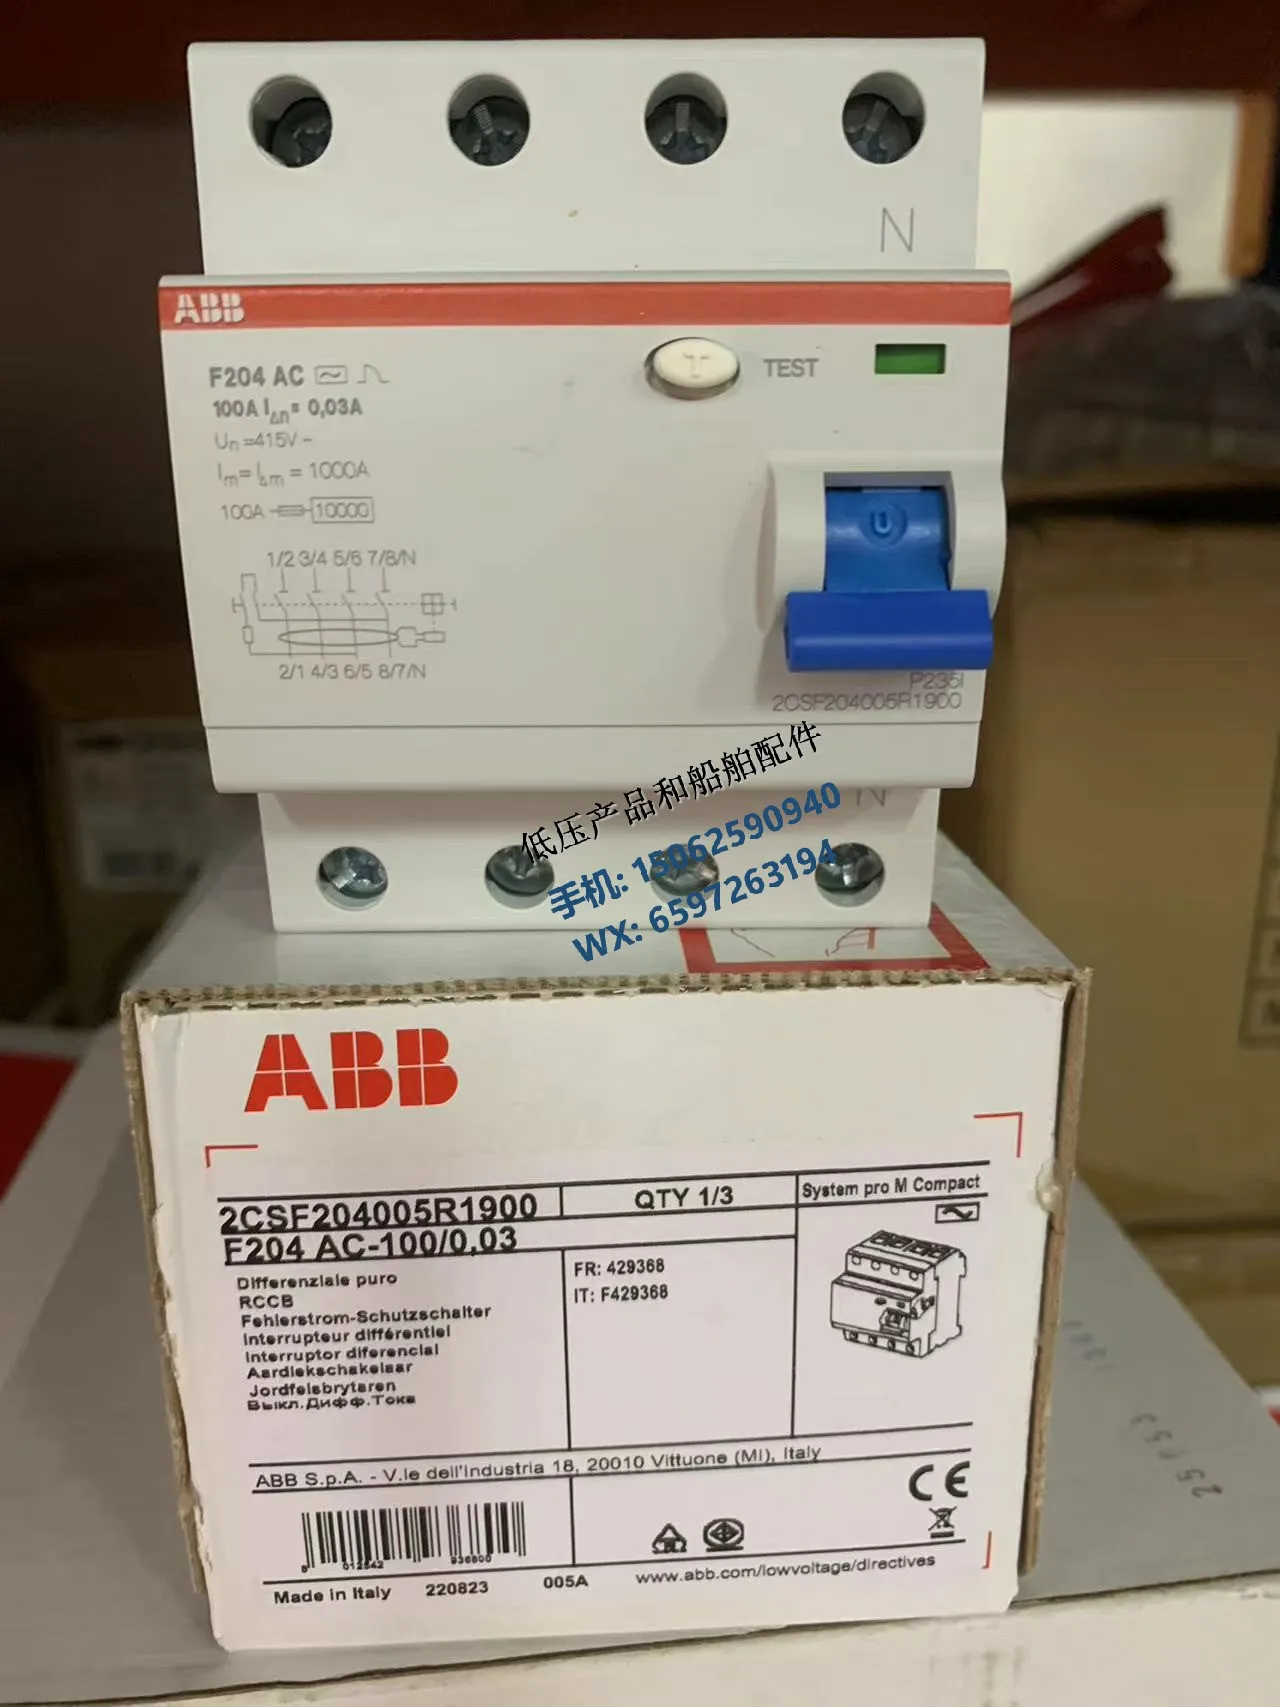 N
ABB
F204 AC
TEST
100A IΔn= 0,03A
Un =415V~
Im= IΔm = 1000A
100A 10000
1/2 3/4 5/6 7/8/N
2/1 4/3 6/5 8/7/N
P235I
2CSF204005R1900
N
低压产品和船舶配件
手机: 15062590940
WX: 6597263194
ABB
2CSF204005R1900
QTY 1/3
System pro M Compact
F204 AC-100/0,03
Differenziale puro
RCCB
Fehlerstrom-Schutzschalter
Interrupteur différentiel
Interruptor diferencial
Aardlekschakelaar
Jordfelsbrytaren
Выкл.Дифф.Тока
FR: 429368
IT: F429368
ABB S.p.A. - V.le dell'Industria 18, 20010 Vittuone (MI), Italy
CE
8 012542 936800
Made in Italy 220823 005A
www.abb.com/lowvoltage/directives